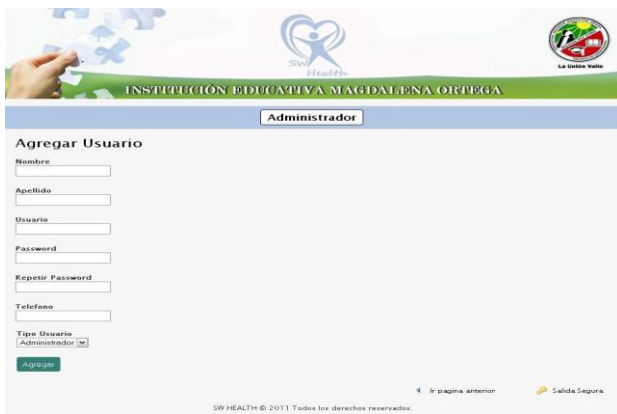 SW
Health
La Unión Valle
INSTITUCIÓN EDUCATIVA MAGDALENA ORTEGA
Administrador
Agregar Usuario
Nombre
Apellido
Usuario
Password
Repetir Password
Telefono
Tipo Usuario
Administrador
Agregar
Ir pagina anterior
Salida Segura
SW HEALTH © 2011 Todos los derechos reservados.